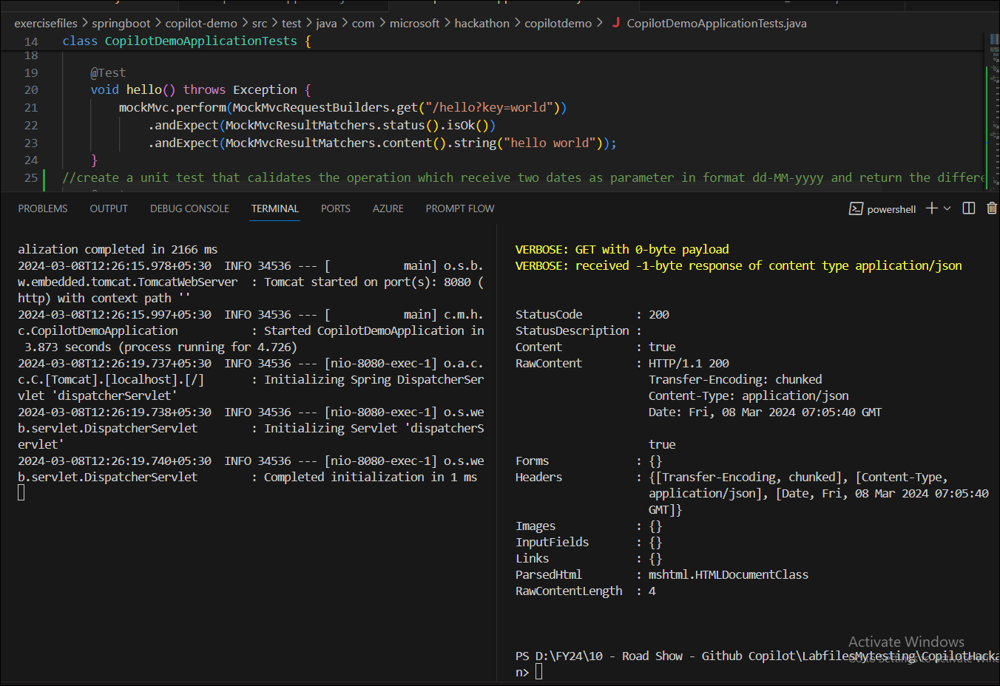 exercisefiles > springboot > copilot-demo > src > test > java > com > microsoft > hackathon > copilotdemo > J CopilotDemoApplicationTests.java
14 class CopilotDemoApplicationTests {
18
19 @Test
20 void hello() throws Exception {
21 mockMvc.perform(MockMvcRequestBuilders.get("/hello?key=world"))
22 .andExpect(MockMvcResultMatchers.status().isOk())
23 .andExpect(MockMvcResultMatchers.content().string("hello world"));
24 }
25 //create a unit test that calidates the operation which receive two dates as parameter in format dd-MM-yyyy and return the differe
PROBLEMS OUTPUT DEBUG CONSOLE TERMINAL PORTS AZURE PROMPT FLOW powershell
alization completed in 2166 ms
2024-03-08T12:26:15.978+05:30 INFO 34536 --- [ main] o.s.b.
w.embedded.tomcat.TomcatWebServer : Tomcat started on port(s): 8080 (
http) with context path ''
2024-03-08T12:26:15.997+05:30 INFO 34536 --- [ main] c.m.h.
c.CopilotDemoApplication : Started CopilotDemoApplication in
3.873 seconds (process running for 4.726)
2024-03-08T12:26:19.737+05:30 INFO 34536 --- [nio-8080-exec-1] o.a.c.
c.C.[Tomcat].[localhost].[/] : Initializing Spring DispatcherSer
vlet 'dispatcherServlet'
2024-03-08T12:26:19.738+05:30 INFO 34536 --- [nio-8080-exec-1] o.s.we
b.servlet.DispatcherServlet : Initializing Servlet 'dispatcherS
ervlet'
2024-03-08T12:26:19.740+05:30 INFO 34536 --- [nio-8080-exec-1] o.s.we
b.servlet.DispatcherServlet : Completed initialization in 1 ms
VERBOSE: GET with 0-byte payload
VERBOSE: received -1-byte response of content type application/json
StatusCode : 200
StatusDescription :
Content : true
RawContent : HTTP/1.1 200
Transfer-Encoding: chunked
Content-Type: application/json
Date: Fri, 08 Mar 2024 07:05:40 GMT
true
Forms : {}
Headers : {[Transfer-Encoding, chunked], [Content-Type,
application/json], [Date, Fri, 08 Mar 2024 07:05:40
GMT]}
Images : {}
InputFields : {}
Links : {}
ParsedHtml : mshtml.HTMLDocumentClass
RawContentLength : 4
Activate Windows
Go to Settings to activate Win
PS D:\FY24\10 - Road Show - Github Copilot\LabfilesMytesting\CopilotHacka
n>